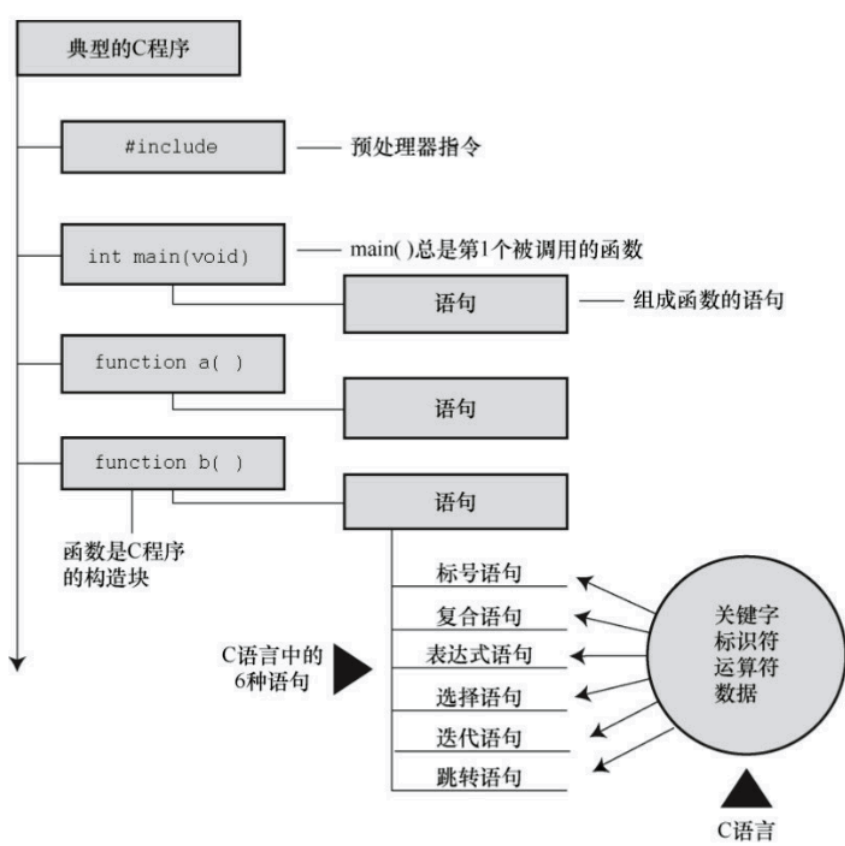 典型的C程序
#include
预处理器指令
int main(void)
main( )总是第1个被调用的函数
语句
组成函数的语句
function a( )
语句
function b( )
语句
函数是C程序
的构造块
标号语句
复合语句
表达式语句
选择语句
迭代语句
跳转语句
C语言中的
6种语句
关键字
标识符
运算符
数据
C语言